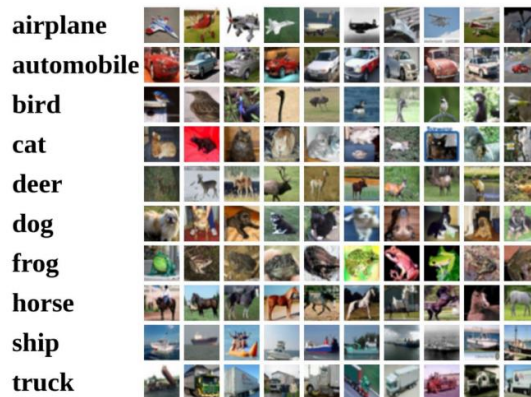 airplane
automobile
bird
cat
deer
dog
frog
horse
ship
truck